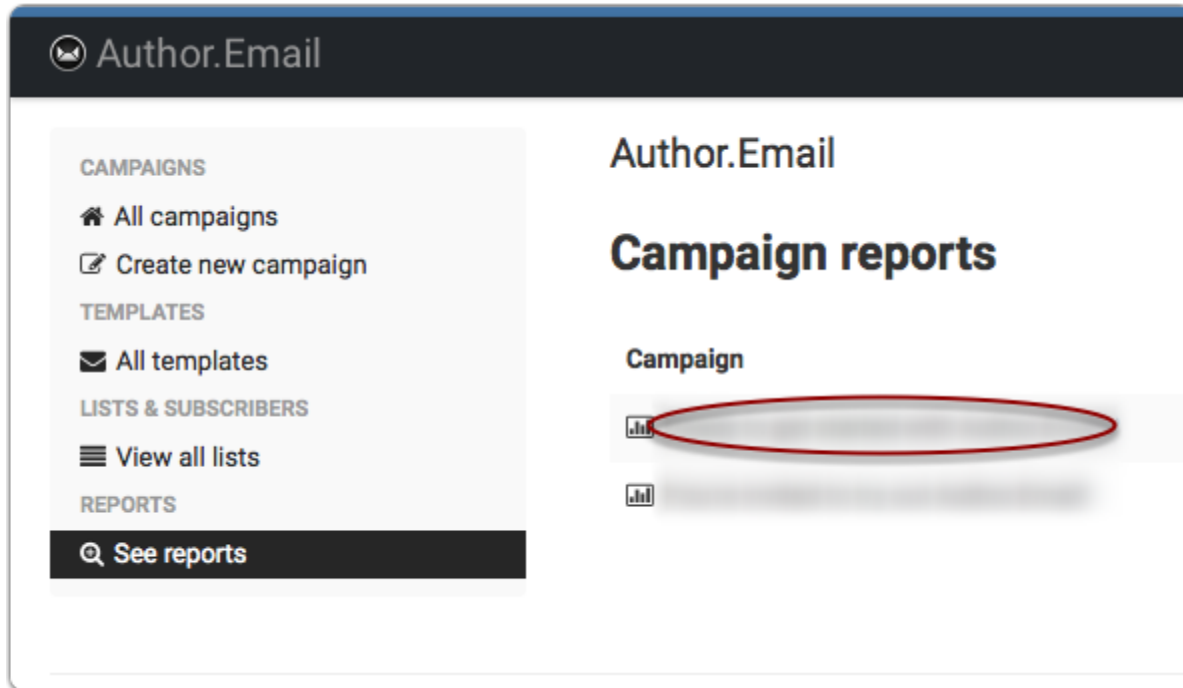 Author.Email
CAMPAIGNS
All campaigns
Create new campaign
TEMPLATES
All templates
LISTS & SUBSCRIBERS
View all lists
REPORTS
See reports
Author.Email
Campaign reports
Campaign